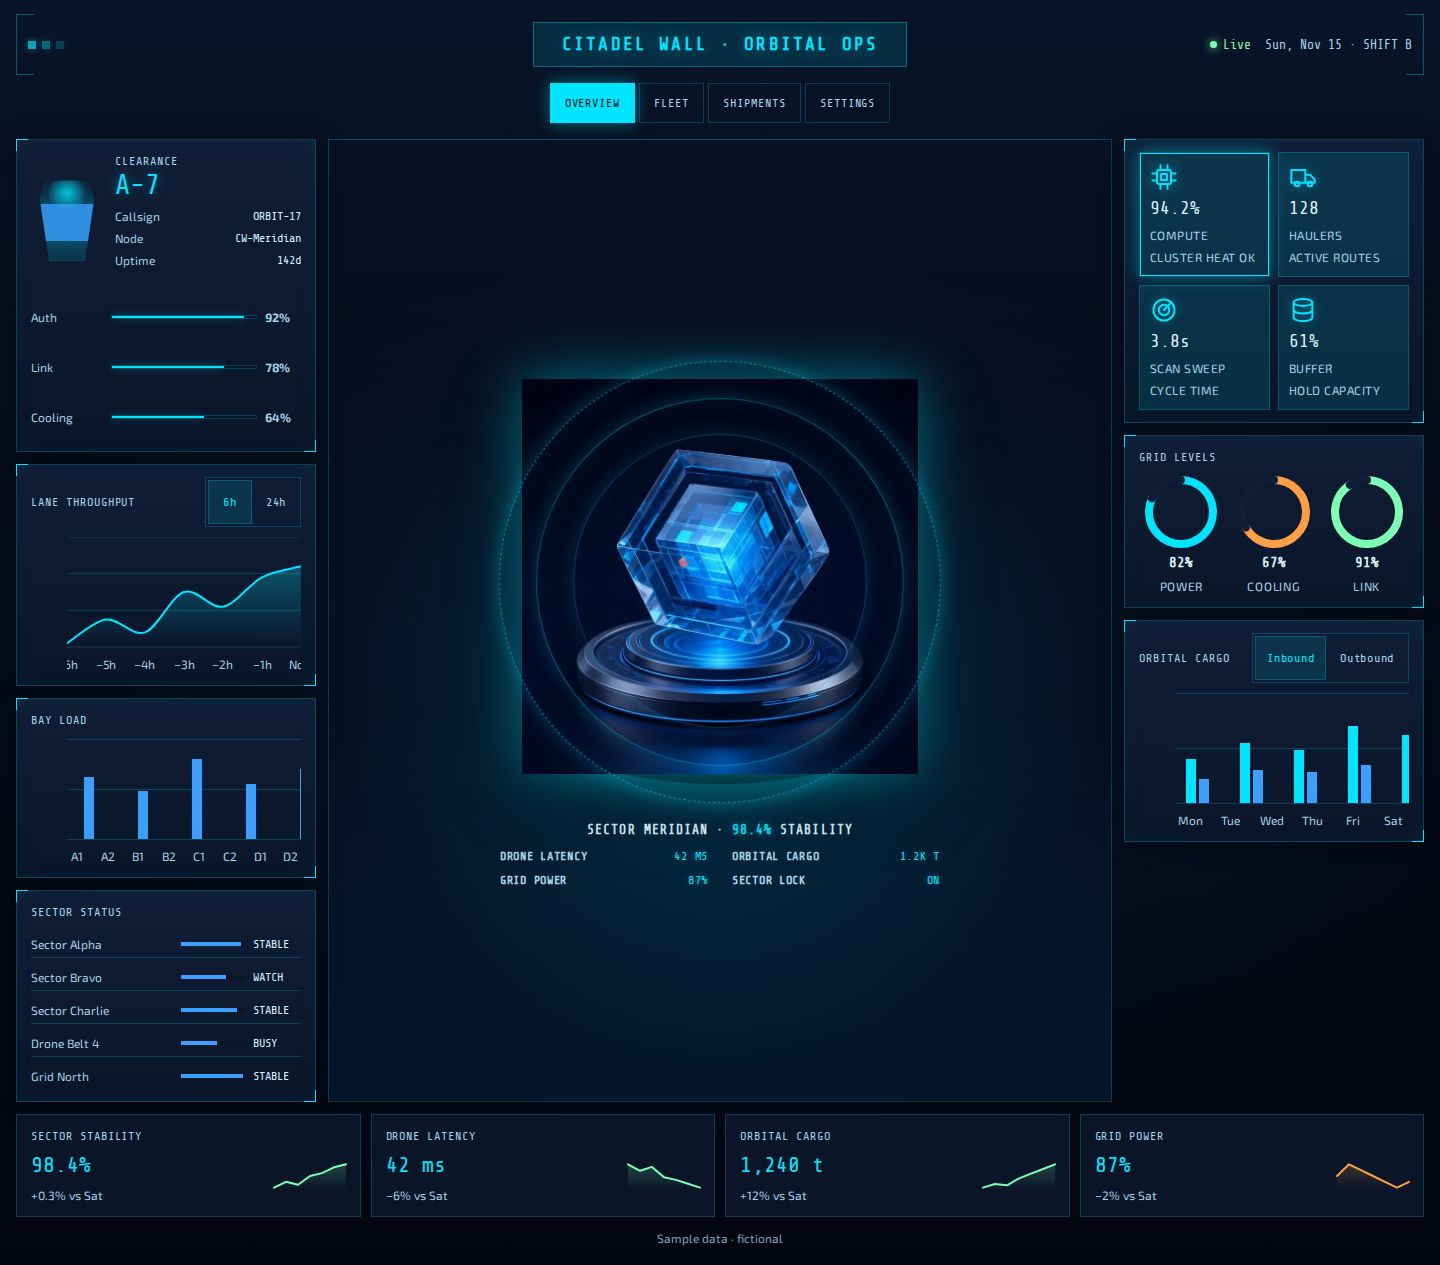 CITADEL WALL · ORBITAL OPS
Live Sun, Nov 15 · SHIFT B
OVERVIEW FLEET SHIPMENTS SETTINGS
CLEARANCE
A-7
Callsign ORBIT-17
Node CW-Meridian
Uptime 142d
Auth 92%
Link 78%
Cooling 64%
LANE THROUGHPUT 6h 24h
-5h -4h -3h -2h -1h
BAY LOAD
A1 A2 B1 B2 C1 C2 D1 D2
SECTOR STATUS
Sector Alpha STABLE
Sector Bravo WATCH
Sector Charlie STABLE
Drone Belt 4 BUSY
Grid North STABLE
SECTOR MERIDIAN · 98.4% STABILITY
DRONE LATENCY 42 MS ORBITAL CARGO 1.2K T
GRID POWER 87% SECTOR LOCK ON
94.2%
COMPUTE
CLUSTER HEAT OK
128
HAULERS
ACTIVE ROUTES
3.8s
SCAN SWEEP
CYCLE TIME
61%
BUFFER
HOLD CAPACITY
GRID LEVELS
82% 67% 91%
POWER COOLING LINK
ORBITAL CARGO Inbound Outbound
Mon Tue Wed Thu Fri Sat
SECTOR STABILITY
98.4%
+0.3% vs Sat
DRONE LATENCY
42 ms
-6% vs Sat
ORBITAL CARGO
1,240 t
+12% vs Sat
GRID POWER
87%
-2% vs Sat
Sample data · fictional